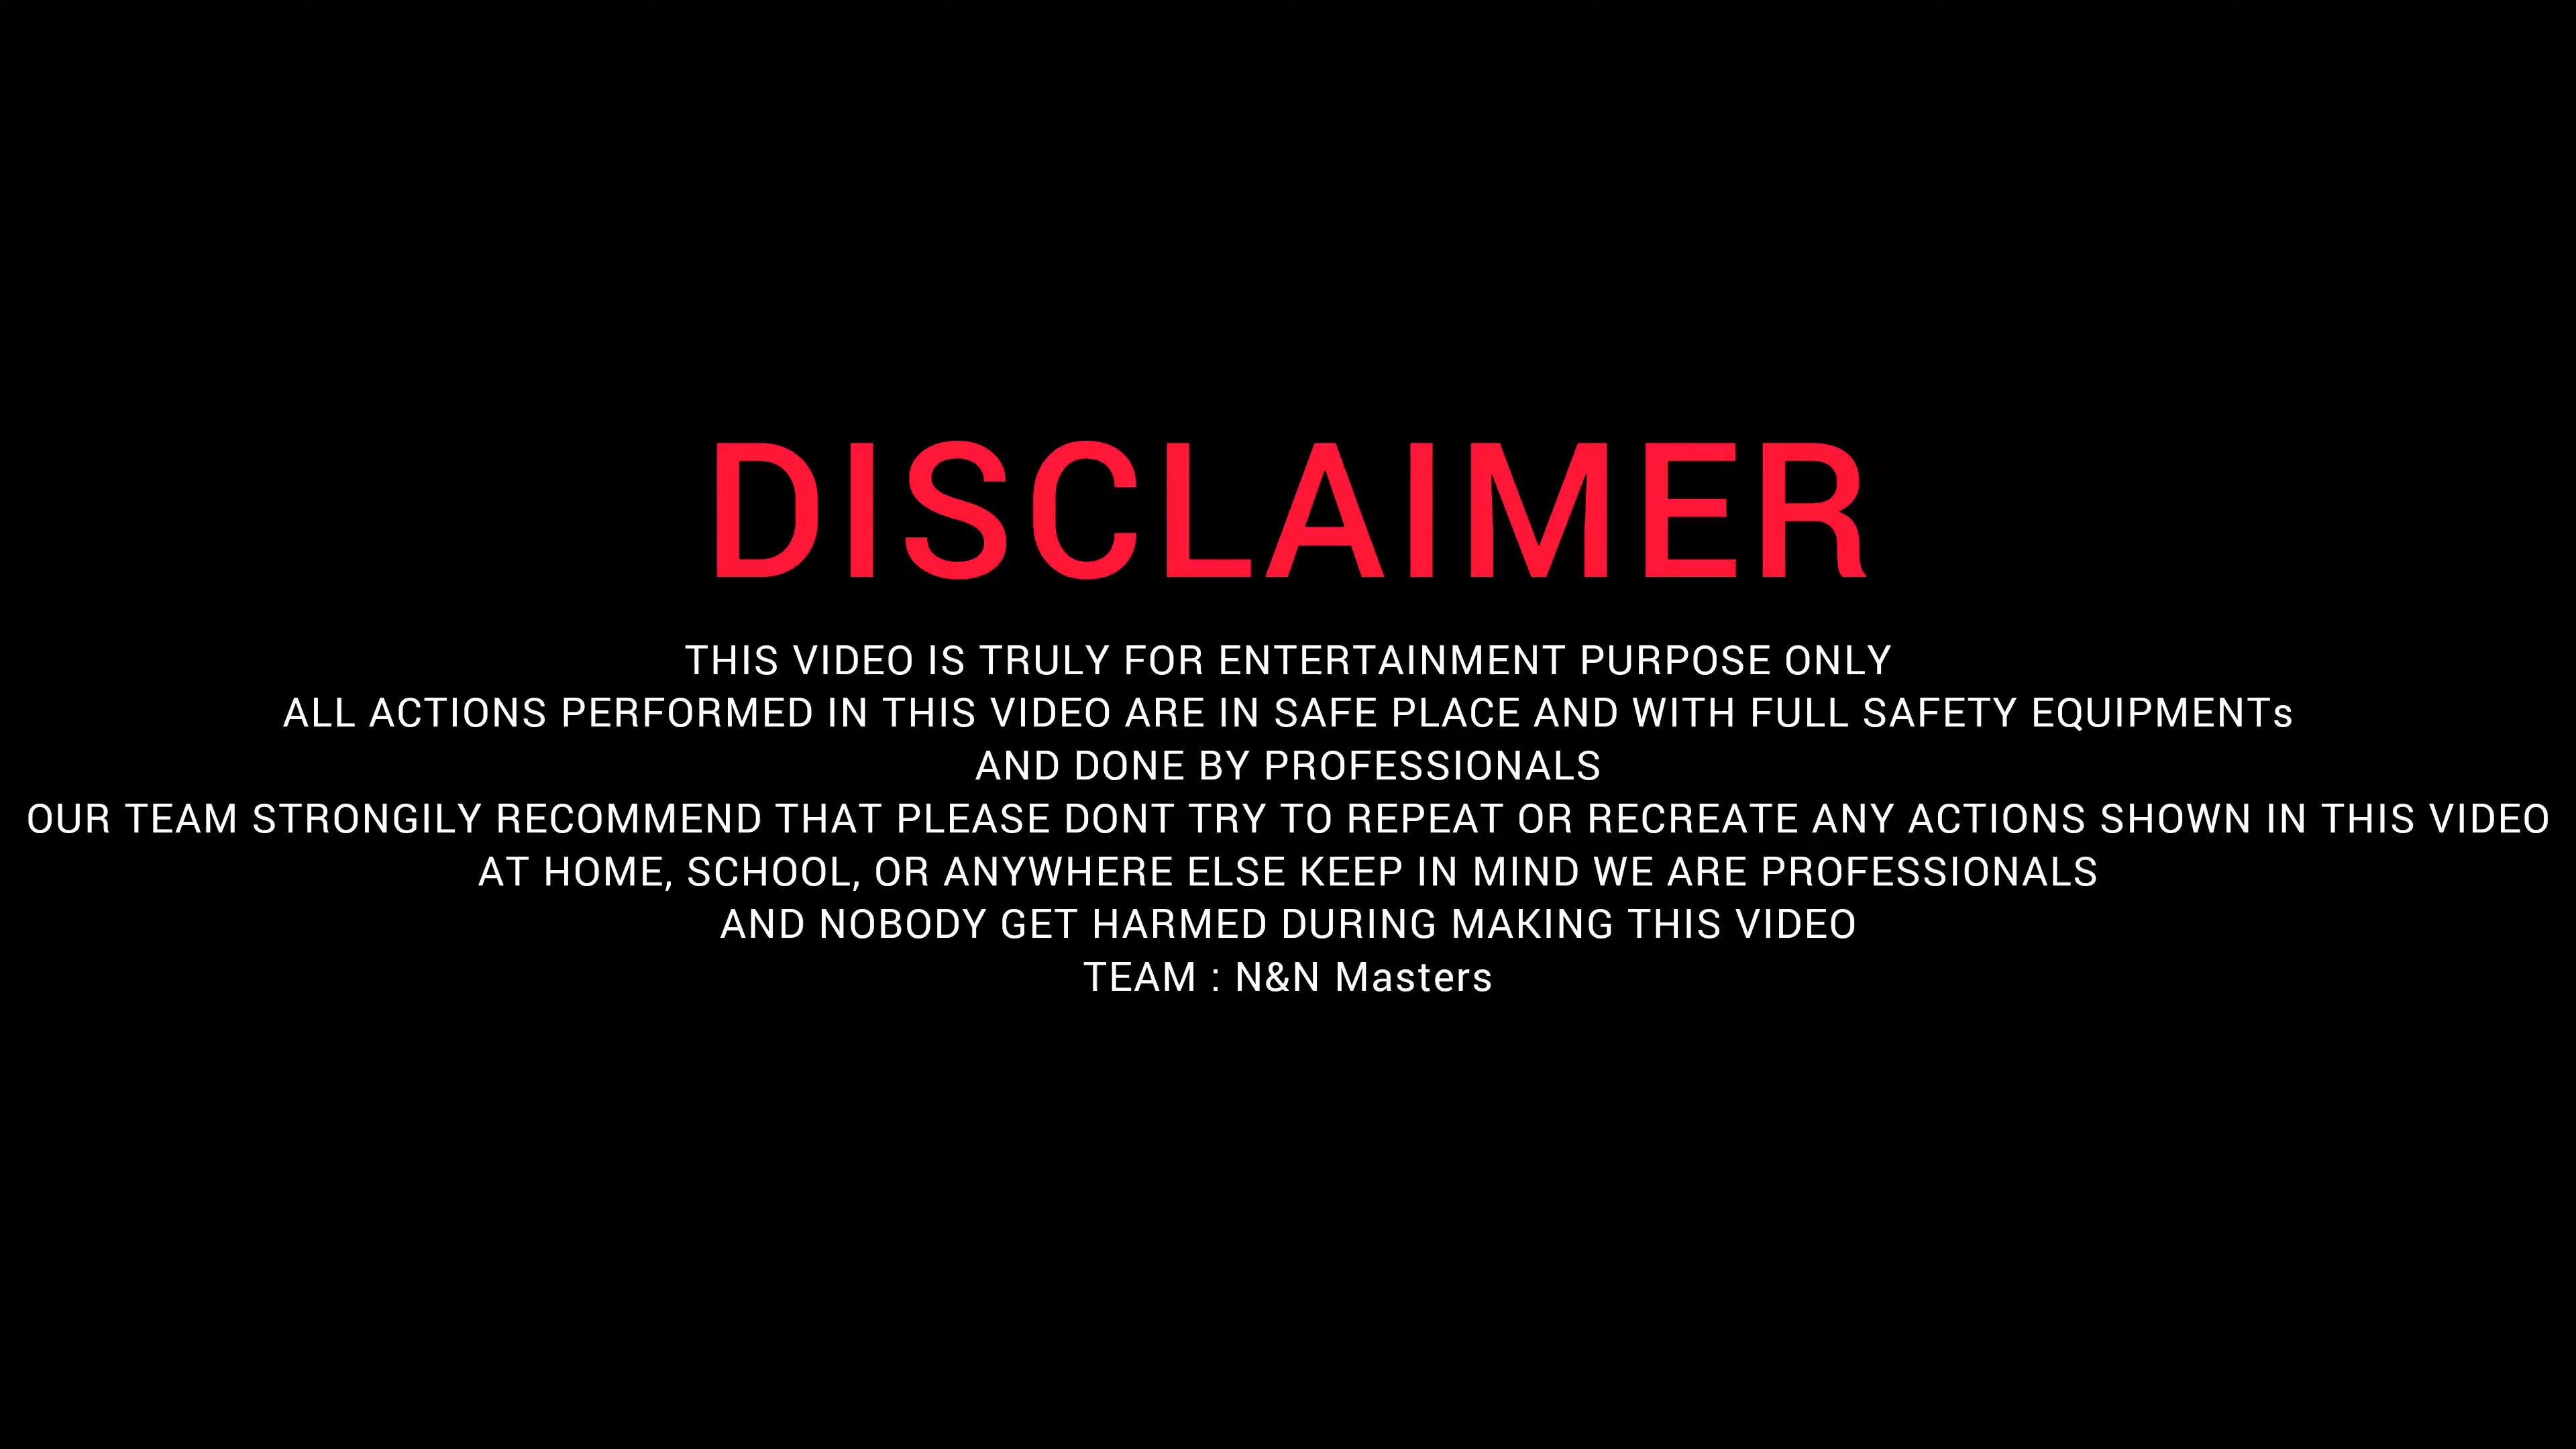 DISCLAIMER
THIS VIDEO IS TRULY FOR ENTERTAINMENT PURPOSE ONLY
ALL ACTIONS PERFORMED IN THIS VIDEO ARE IN SAFE PLACE AND WITH FULL SAFETY EQUIPMENTs
AND DONE BY PROFESSIONALS
OUR TEAM STRONGILY RECOMMEND THAT PLEASE DONT TRY TO REPEAT OR RECREATE ANY ACTIONS SHOWN IN THIS VIDEO
AT HOME, SCHOOL, OR ANYWHERE ELSE KEEP IN MIND WE ARE PROFESSIONALS
AND NOBODY GET HARMED DURING MAKING THIS VIDEO
TEAM : N&N Masters